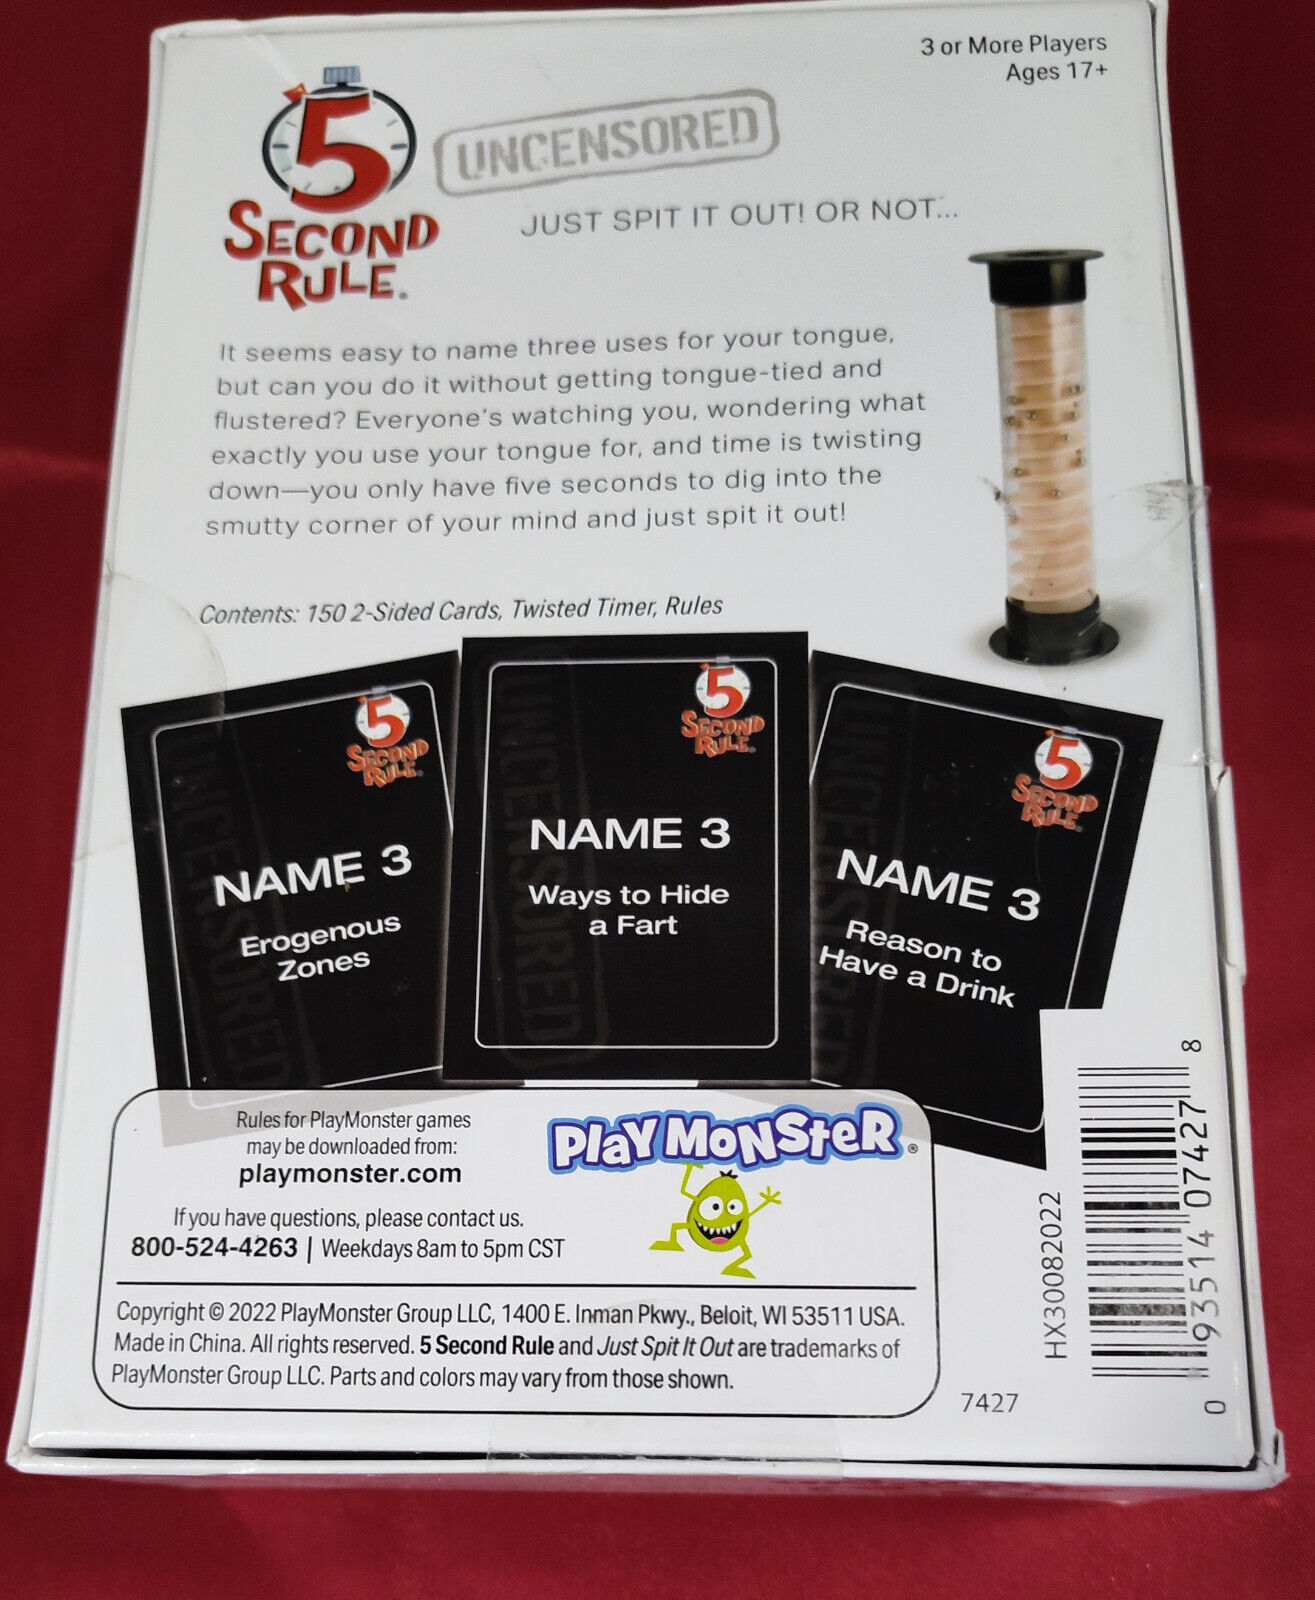 3 or More Players
Ages 17+
5
SECOND
RULE®
UNCENSORED
JUST SPIT IT OUT! OR NOT...
It seems easy to name three uses for your tongue,
but can you do it without getting tongue-tied and
flustered? Everyone's watching you, wondering what
exactly you use your tongue for, and time is twisting
down—you only have five seconds to dig into the
smutty corner of your mind and just spit it out!
Contents: 150 2-Sided Cards, Twisted Timer, Rules
UNCENSORED
5
SECOND
RULE®
NAME 3
Erogenous
Zones
UNCENSORED
5
SECOND
RULE®
NAME 3
Ways to Hide
a Fart
UNCENSORED
5
SECOND
RULE®
NAME 3
Reason to
Have a Drink
Rules for PlayMonster games
may be downloaded from:
playmonster.com
If you have questions, please contact us.
800-524-4263 | Weekdays 8am to 5pm CST
PLAYMONSTER®
Copyright © 2022 PlayMonster Group LLC, 1400 E. Inman Pkwy., Beloit, WI 53511 USA.
Made in China. All rights reserved. 5 Second Rule and Just Spit It Out are trademarks of
PlayMonster Group LLC. Parts and colors may vary from those shown.
HX30082022
0 93514 07427 8
7427